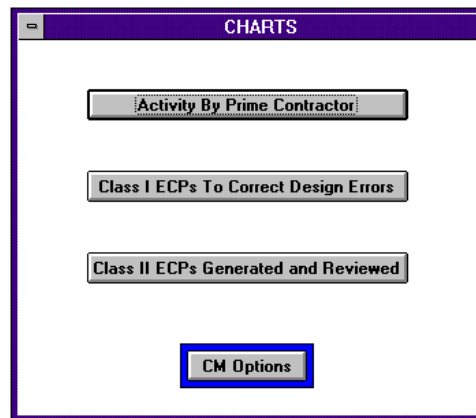 CHARTS
Activity By Prime Contractor
Class I ECPs To Correct Design Errors
Class II ECPs Generated and Reviewed
CM Options